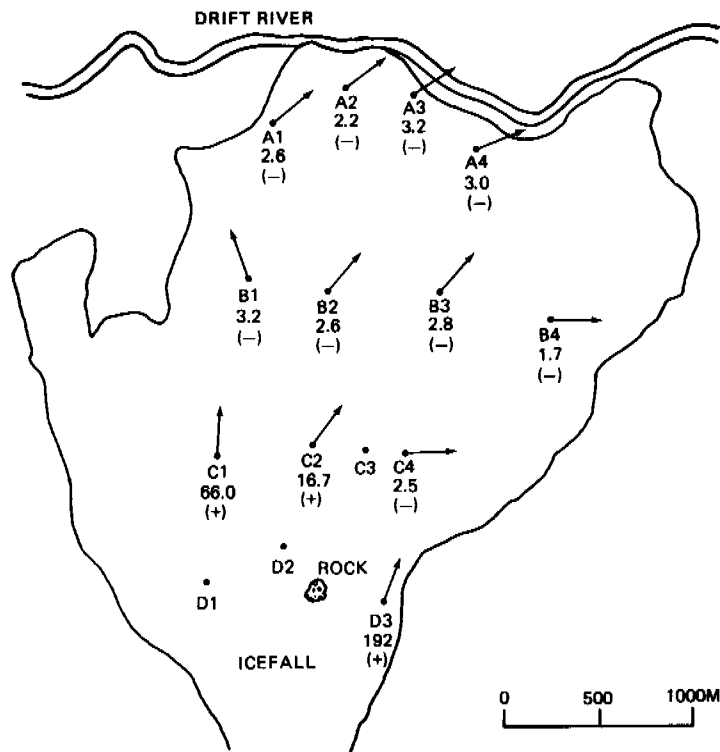 DRIFT RIVER
A1
2.6
(—)
A2
2.2
(—)
A3
3.2
(—)
A4
3.0
(—)
B1
3.2
(—)
B2
2.6
(—)
B3
2.8
(—)
B4
1.7
(—)
C1
66.0
(+)
C2
16.7
(+)
C3
C4
2.5
(—)
D1
D2
ROCK
D3
192
(+)
ICEFALL
0 500 1000M